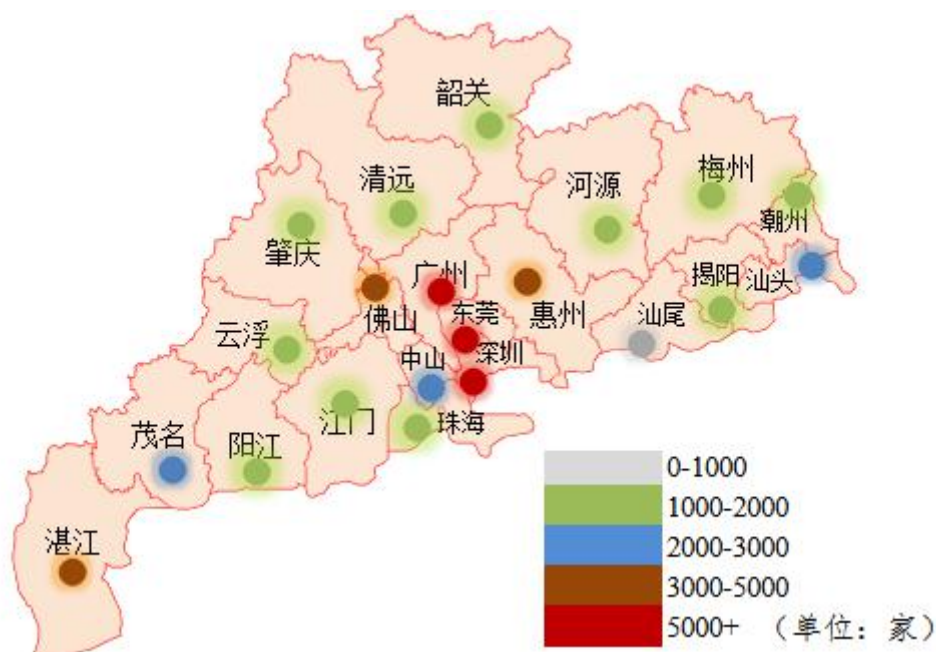 韶关
清远
河源
梅州
潮州
肇庆
广州
揭阳
汕头
佛山
东莞
惠州
汕尾
云浮
中山
深圳
茂名
阳江
江门
珠海
湛江
0-1000
1000-2000
2000-3000
3000-5000
5000+ （单位：家）